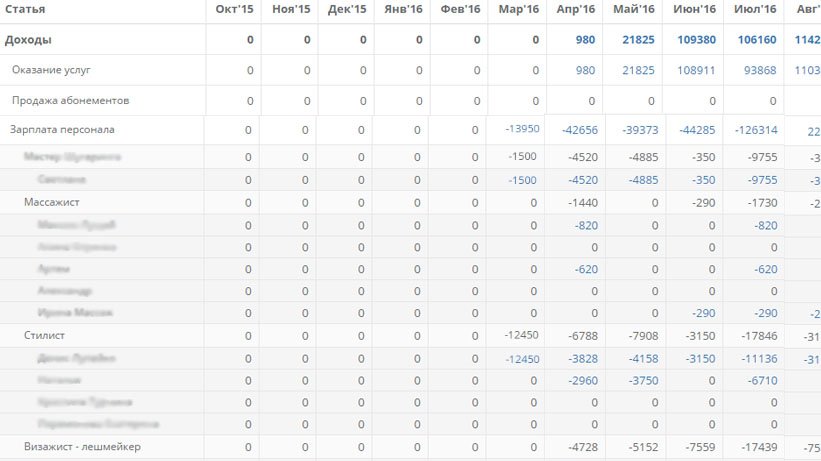 Статья Окт'15 Ноя'15 Дек'15 Янв'16 Фев'16 Мар'16 Апр'16 Май'16 Июн'16 Июл'16 Авг'
Доходы 0 0 0 0 0 0 980 21825 109380 106160 1142
Оказание услуг 0 0 0 0 0 0 980 21825 108911 93868 1103
Продажа абонементов 0 0 0 0 0 0 0 0 0 0
Зарплата персонала 0 0 0 0 0 -13950 -42656 -39373 -44285 -126314 22
0 0 0 0 0 -1500 -4520 -4885 -350 -9755 -3
0 0 0 0 0 -1500 -4520 -4885 -350 -9755 -3
Массажист 0 0 0 0 0 0 -1440 0 -290 -1730 -2
0 0 0 0 0 0 -820 0 0 -820
0 0 0 0 0 0 0 0 0 0
0 0 0 0 0 0 -620 0 0 -620
0 0 0 0 0 0 0 0 0 0
0 0 0 0 0 0 0 0 -290 -290 -2
Стилист 0 0 0 0 0 -12450 -6788 -7908 -3150 -17846 -31
0 0 0 0 0 -12450 -3828 -4158 -3150 -11136 -31
0 0 0 0 0 0 -2960 -3750 0 -6710
0 0 0 0 0 0 0 0 0 0
0 0 0 0 0 0 0 0 0 0
Визажист - лешмейкер 0 0 0 0 0 0 -4728 -5152 -7559 -17439 -75